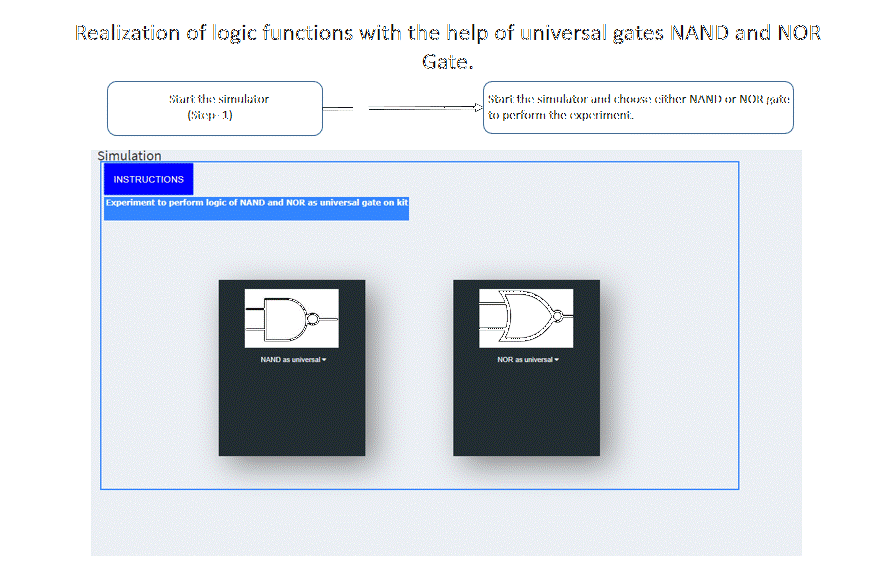 Realization of logic functions with the help of universal gates NAND and NOR
Gate.
Start the simulator
(Step- 1)
Start the simulator and choose either NAND or NOR gate
to perform the experiment.
Simulation
INSTRUCTIONS
Experiment to perform logic of NAND and NOR as universal gate on kit
NAND as universal
NOR as universal